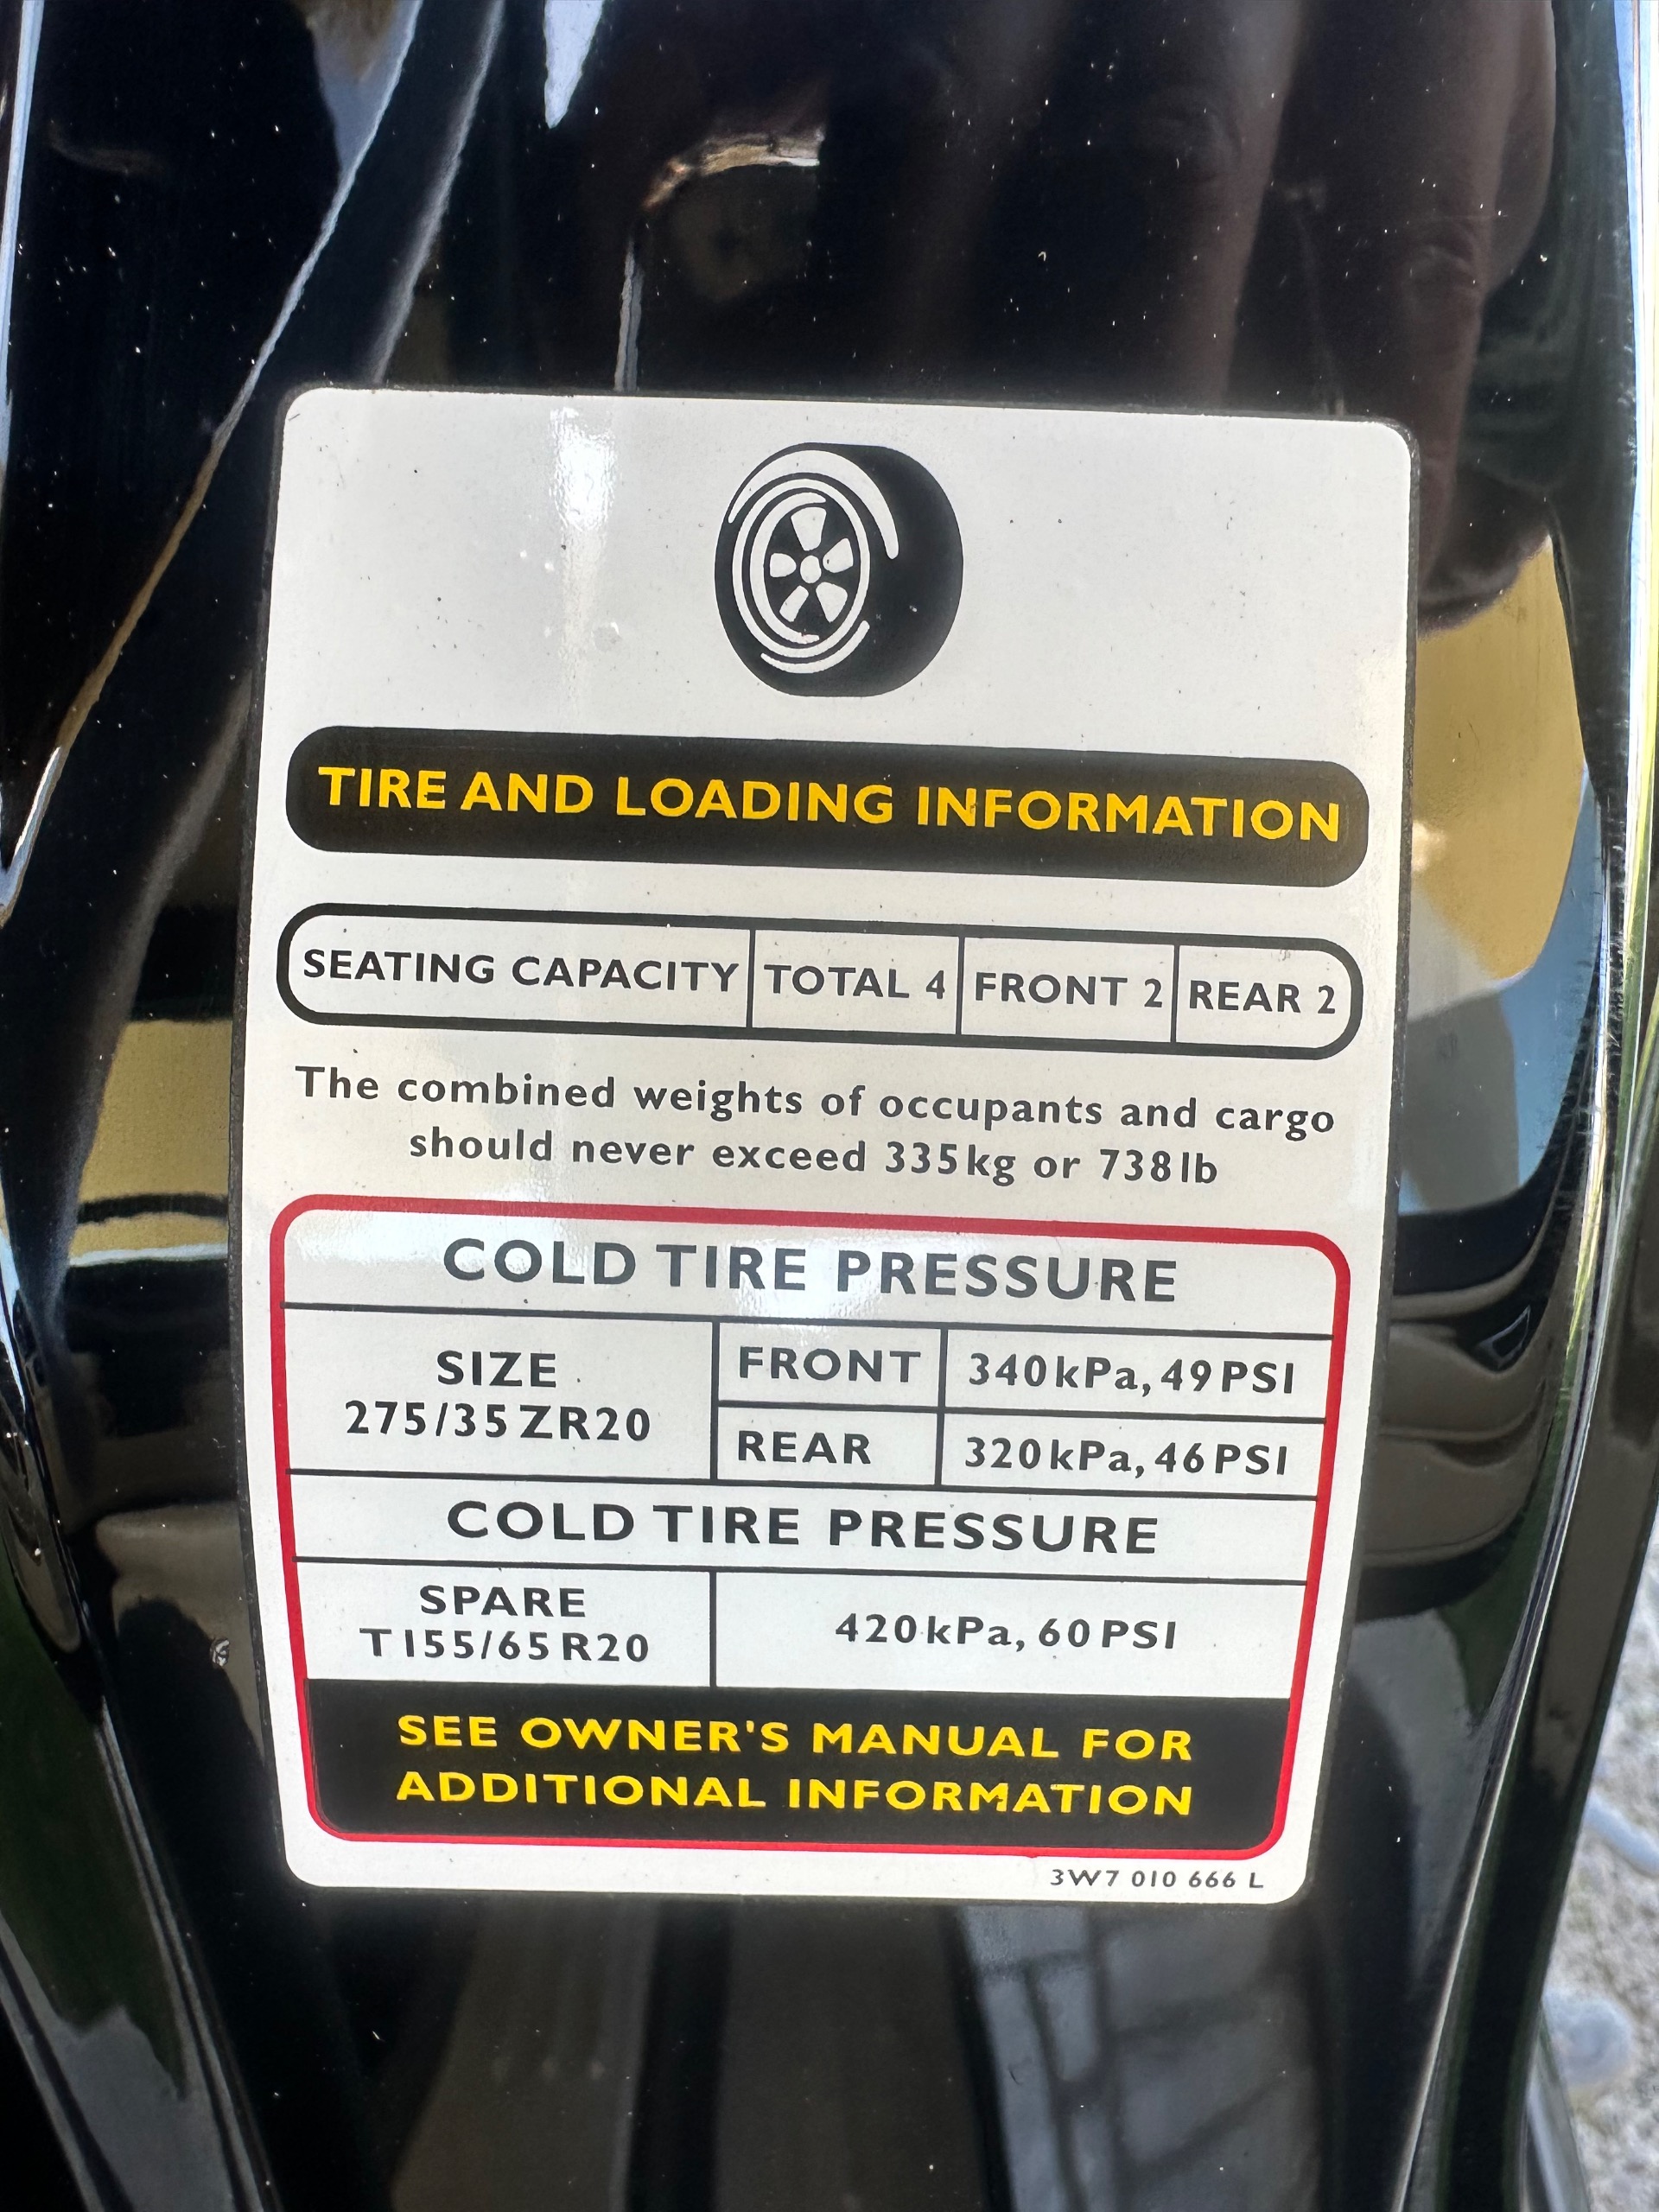 TIRE AND LOADING INFORMATION
SEATING CAPACITY TOTAL 4 FRONT 2 REAR 2
The combined weights of occupants and cargo
should never exceed 335kg or 738lb
COLD TIRE PRESSURE
SIZE
275/35ZR20
FRONT 340kPa, 49PSI
REAR 320kPa, 46PSI
COLD TIRE PRESSURE
SPARE
T155/65R20
420kPa, 60PSI
SEE OWNER'S MANUAL FOR
ADDITIONAL INFORMATION
3W7 010 666 L